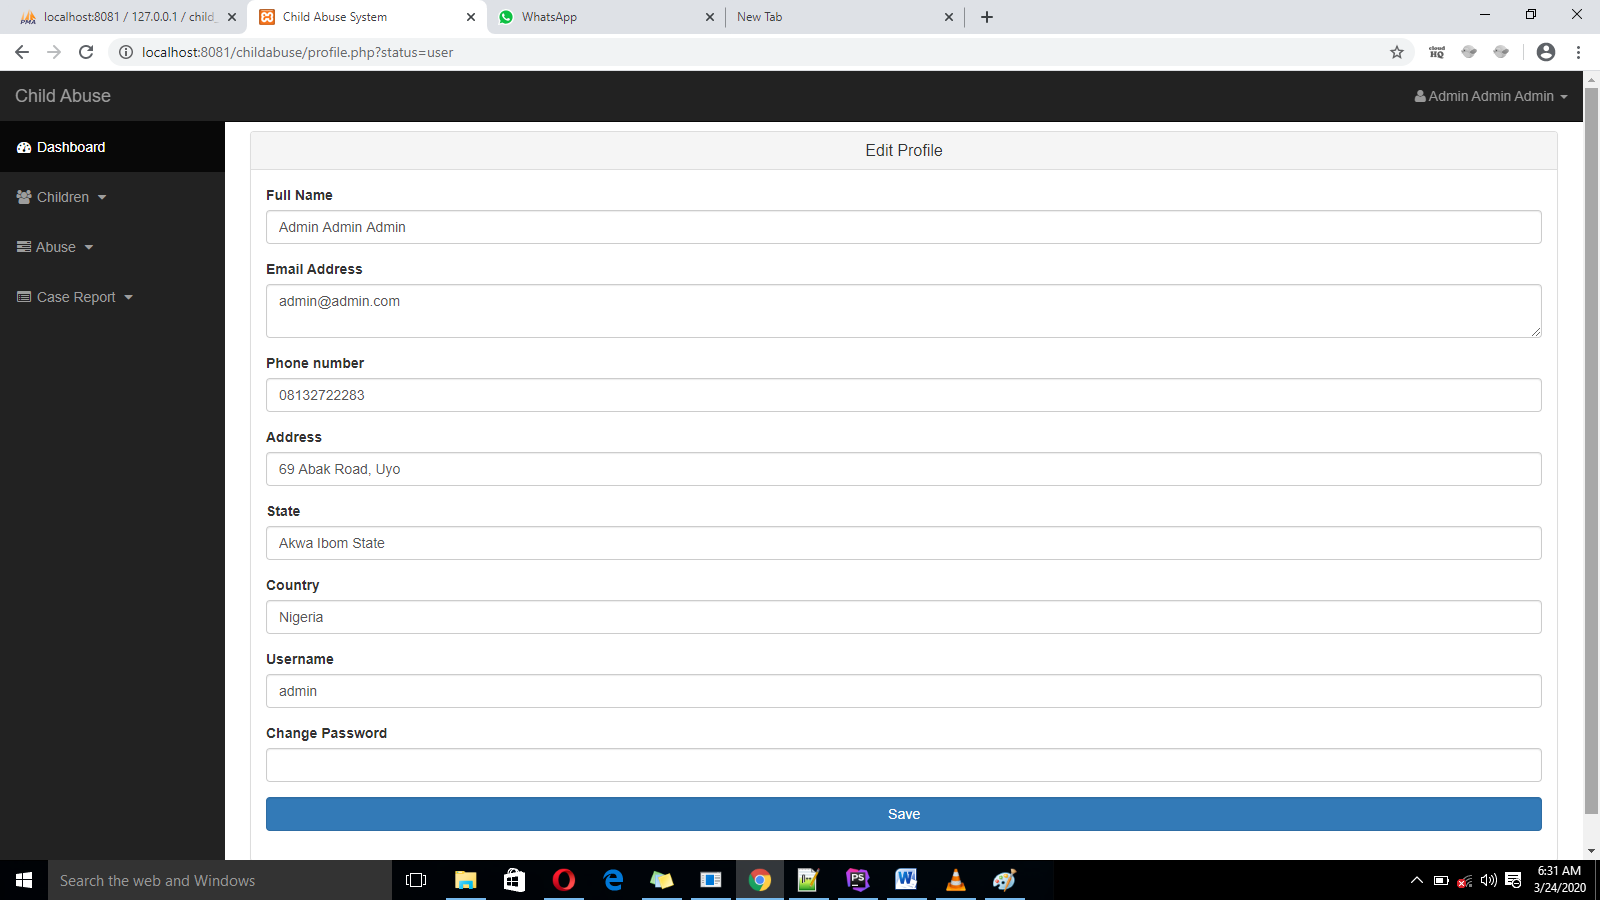 localhost:8081 / 127.0.0.1 / child_
Child Abuse System
WhatsApp
New Tab
localhost:8081/childabuse/profile.php?status=user
cloud
HQ
Child Abuse
Admin Admin Admin
Dashboard
Children
Abuse
Case Report
Edit Profile
Full Name
Admin Admin Admin
Email Address
admin@admin.com
Phone number
08132722283
Address
69 Abak Road, Uyo
State
Akwa Ibom State
Country
Nigeria
Username
admin
Change Password
Save
Search the web and Windows
6:31 AM
3/24/2020